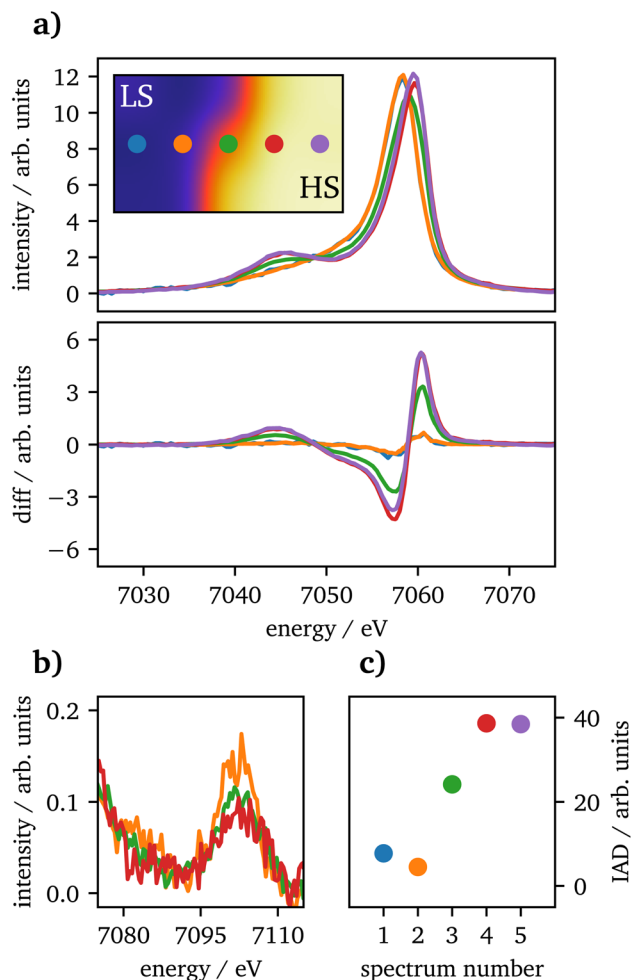 a)
12
10
8
6
4
2
0
intensity / arb. units
LS
HS
6
3
0
−3
−6
diff / arb. units
7030 7040 7050 7060 7070
energy / eV
b)
0.2
0.1
0.0
intensity / arb. units
7080 7095 7110
energy / eV
c)
40
20
0
IAD / arb. units
1 2 3 4 5
spectrum number